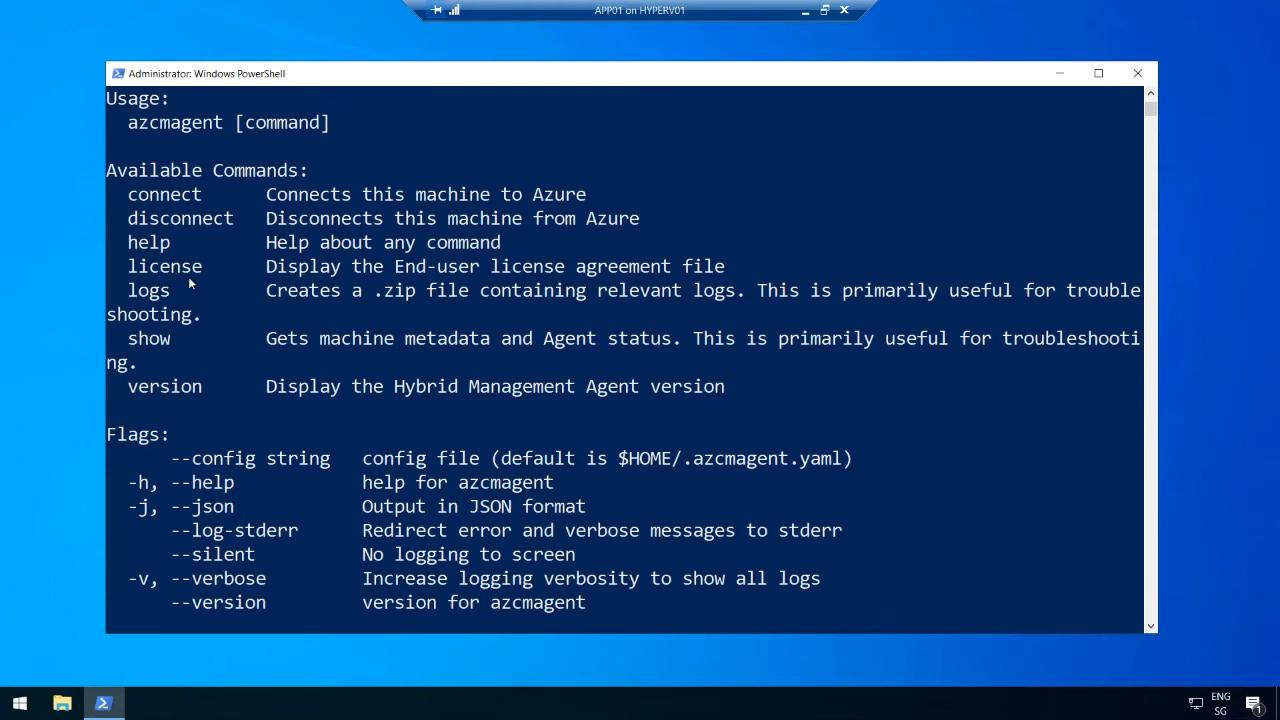 APP01 on HYPERV01
Administrator: Windows PowerShell
Usage:
  azcmagent [command]
Available Commands:
  connect      Connects this machine to Azure
  disconnect   Disconnects this machine from Azure
  help         Help about any command
  license      Display the End-user license agreement file
  logs         Creates a .zip file containing relevant logs. This is primarily useful for trouble
shooting.
  show         Gets machine metadata and Agent status. This is primarily useful for troubleshooti
ng.
  version      Display the Hybrid Management Agent version
Flags:
      --config string   config file (default is $HOME/.azcmagent.yaml)
  -h, --help            help for azcmagent
  -j, --json            Output in JSON format
      --log-stderr      Redirect error and verbose messages to stderr
      --silent          No logging to screen
  -v, --verbose         Increase logging verbosity to show all logs
      --version         version for azcmagent
ENG
SG
1